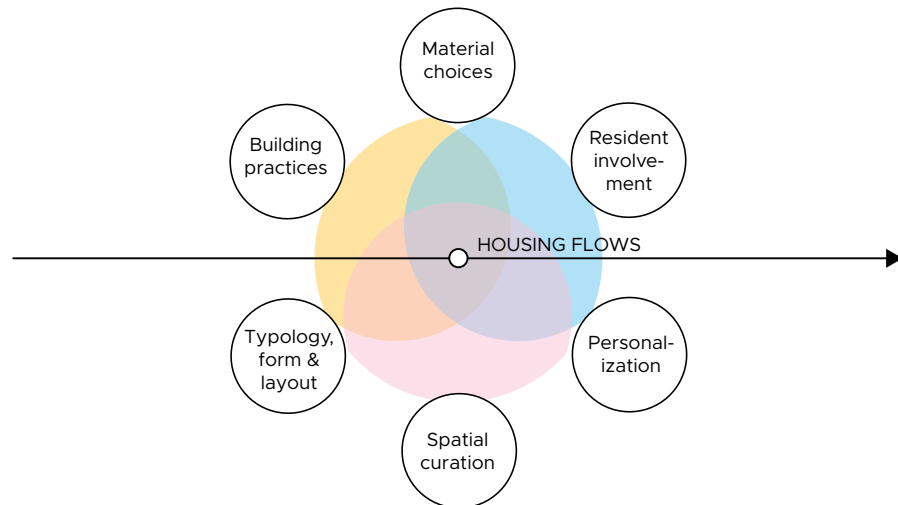 Material
choices
Building
practices
Resident
involve-
ment
HOUSING FLOWS
Typology,
form &
layout
Personal-
ization
Spatial
curation